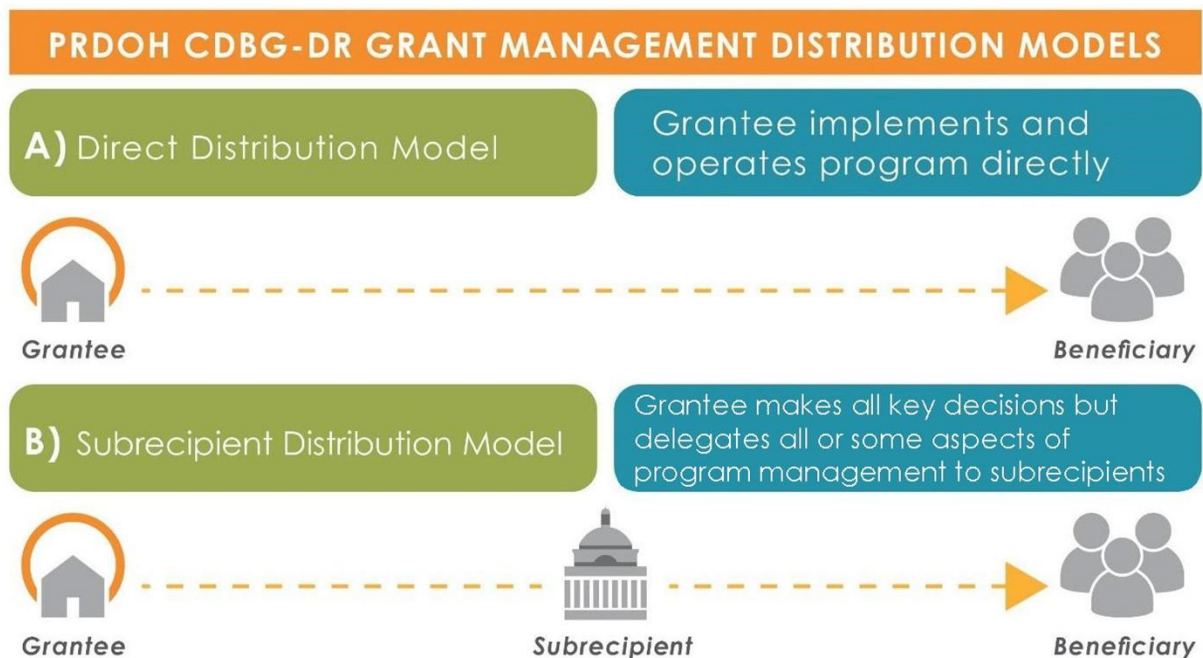 PRDOH CDBG-DR GRANT MANAGEMENT DISTRIBUTION MODELS
A) Direct Distribution Model
Grantee implements and
operates program directly
Grantee
Beneficiary
B) Subrecipient Distribution Model
Grantee makes all key decisions but
delegates all or some aspects of
program management to subrecipients
Grantee
Subrecipient
Beneficiary